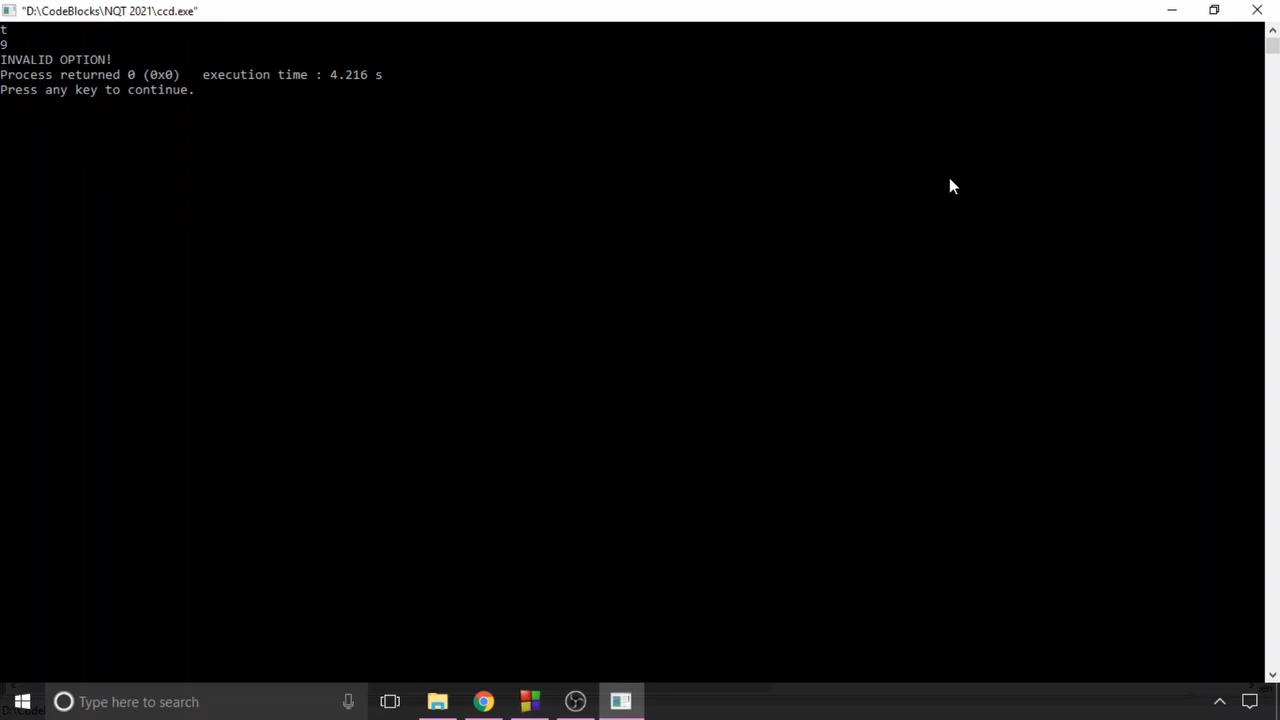 "D:\CodeBlocks\NQT 2021\ccd.exe"
t
9
INVALID OPTION!
Process returned 0 (0x0)   execution time : 4.216 s
Press any key to continue.
Type here to search